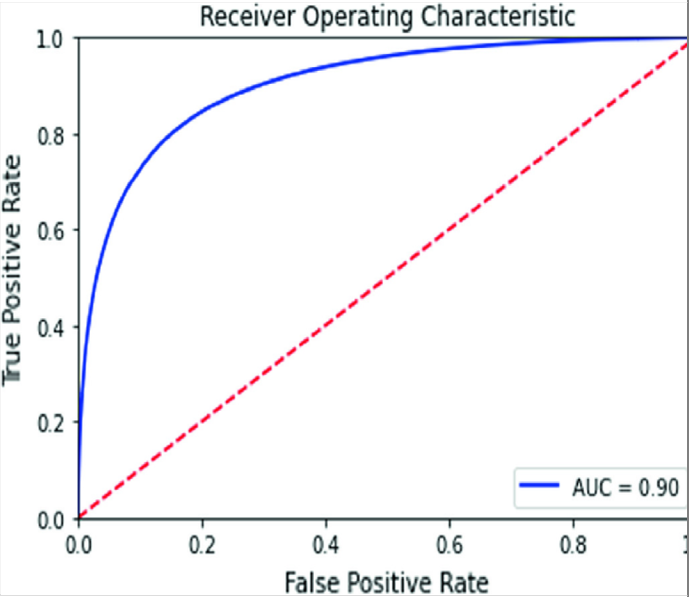 Receiver Operating Characteristic
1.0
0.8
0.6
0.4
0.2
0.0
True Positive Rate
AUC = 0.90
0.0 0.2 0.4 0.6 0.8
False Positive Rate